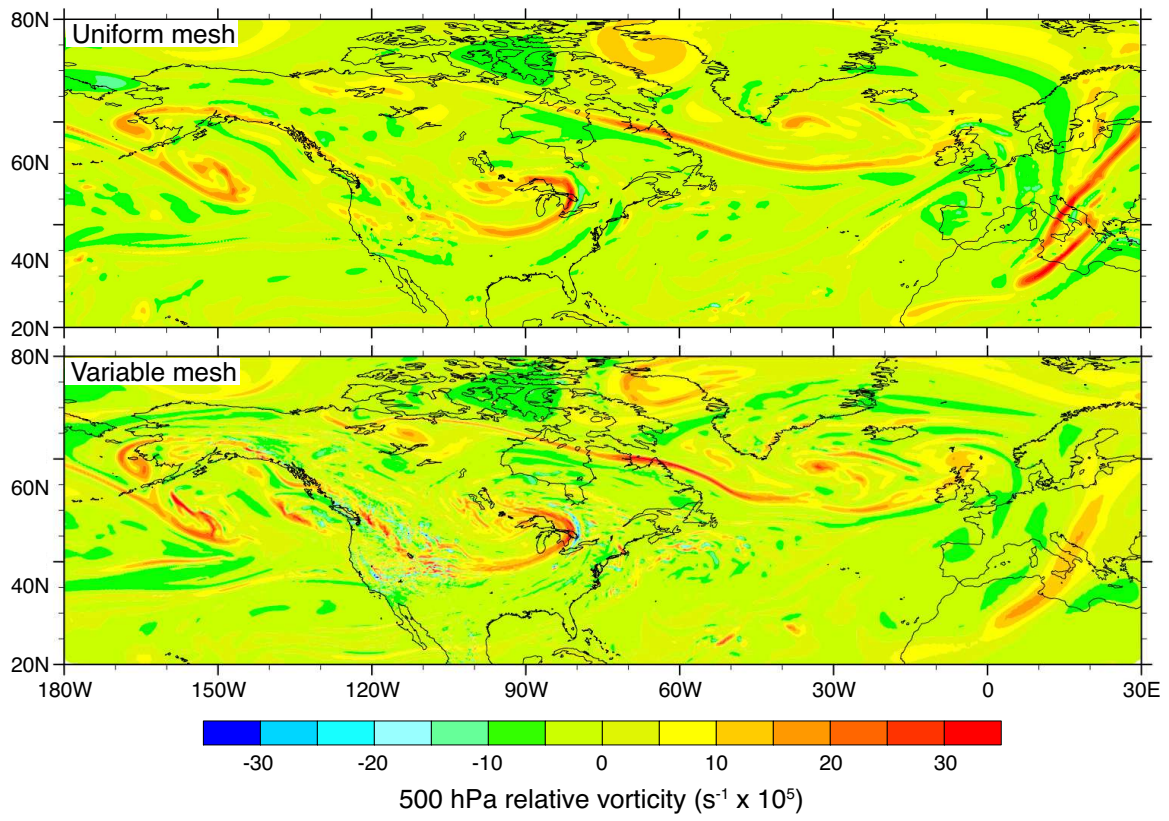 80N
Uniform mesh
60N
40N
20N
80N
Variable mesh
60N
40N
20N
180W 150W 120W 90W 60W 30W 0 30E
-30 -20 -10 0 10 20 30
500 hPa relative vorticity (s⁻¹ x 10⁵)